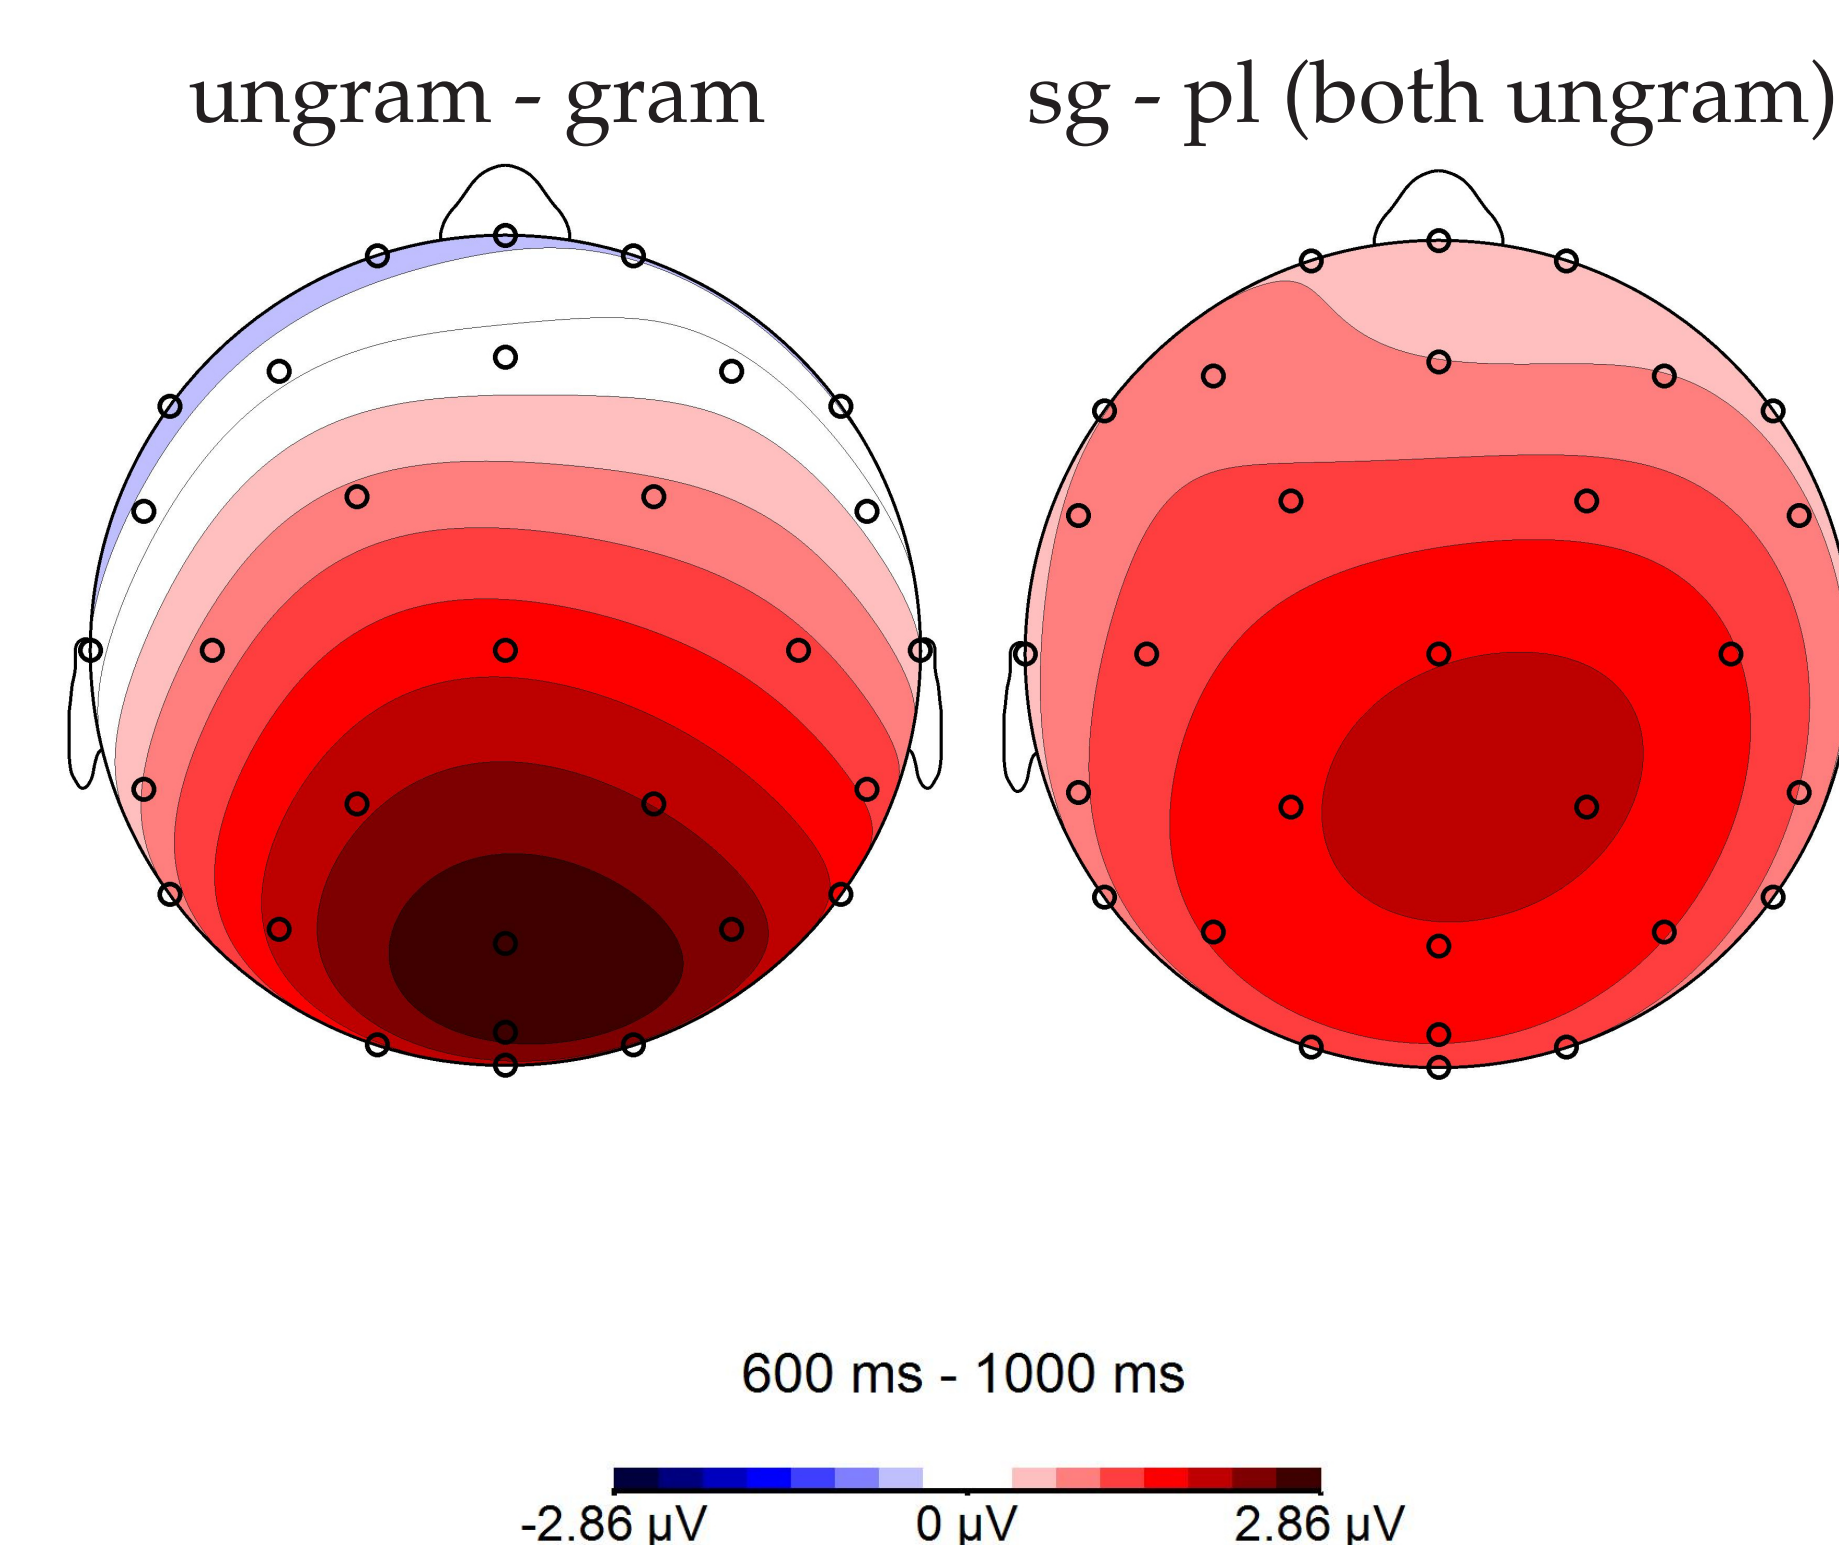 ungram - gram
sg - pl (both ungram)
600 ms - 1000 ms
-2.86 µV 0 µV 2.86 µV